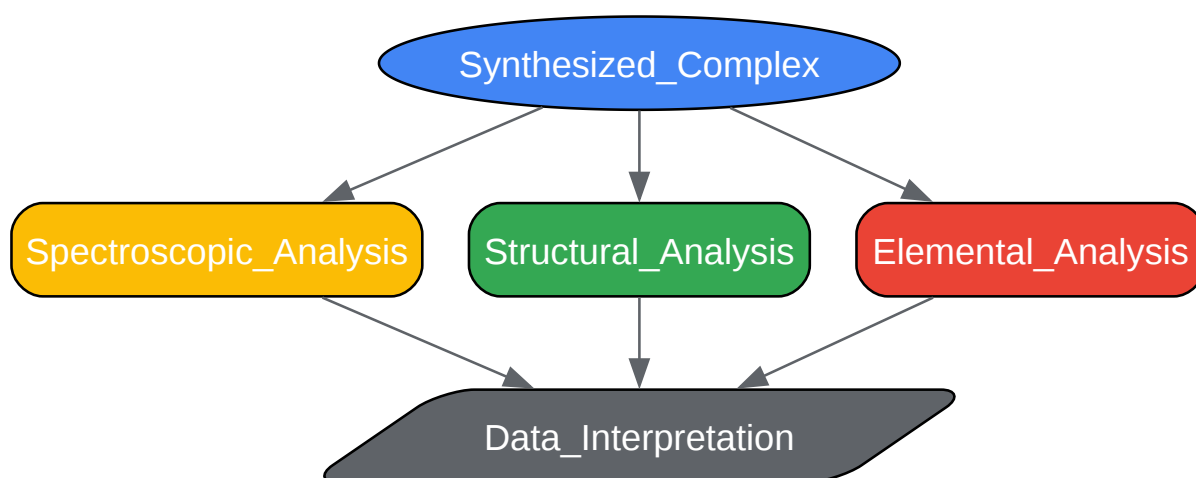 Synthesized_Complex
Spectroscopic_Analysis
Structural_Analysis
Elemental_Analysis
Data_Interpretation